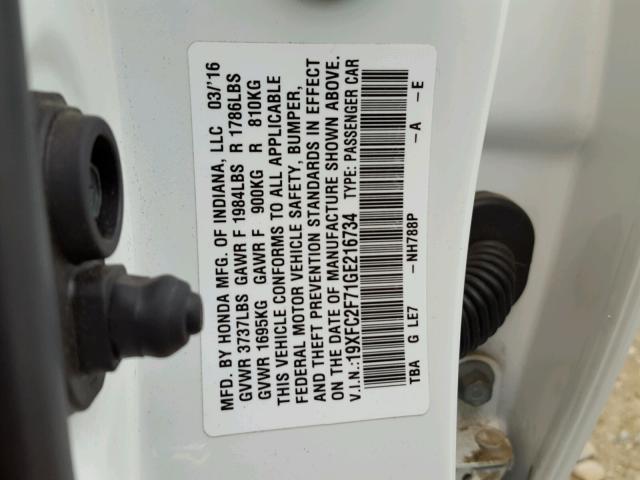 MFD. BY HONDA MFG. OF INDIANA, LLC 03/'16
GVWR 3737LBS GAWR F 1984LBS R 1786LBS
GVWR 1695KG GAWR F 900KG R 810KG
THIS VEHICLE CONFORMS TO ALL APPLICABLE
FEDERAL MOTOR VEHICLE SAFETY, BUMPER,
AND THEFT PREVENTION STANDARDS IN EFFECT
ON THE DATE OF MANUFACTURE SHOWN ABOVE.
V.I.N.:19XFC2F71GE216734 TYPE: PASSENGER CAR
TBA G LE7 -NH788P -A -E